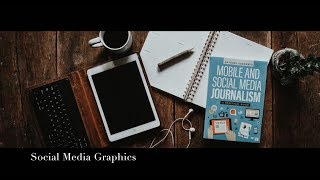 MOBILE AND
SOCIAL MEDIA
JOURNALISM
Social Media Graphics